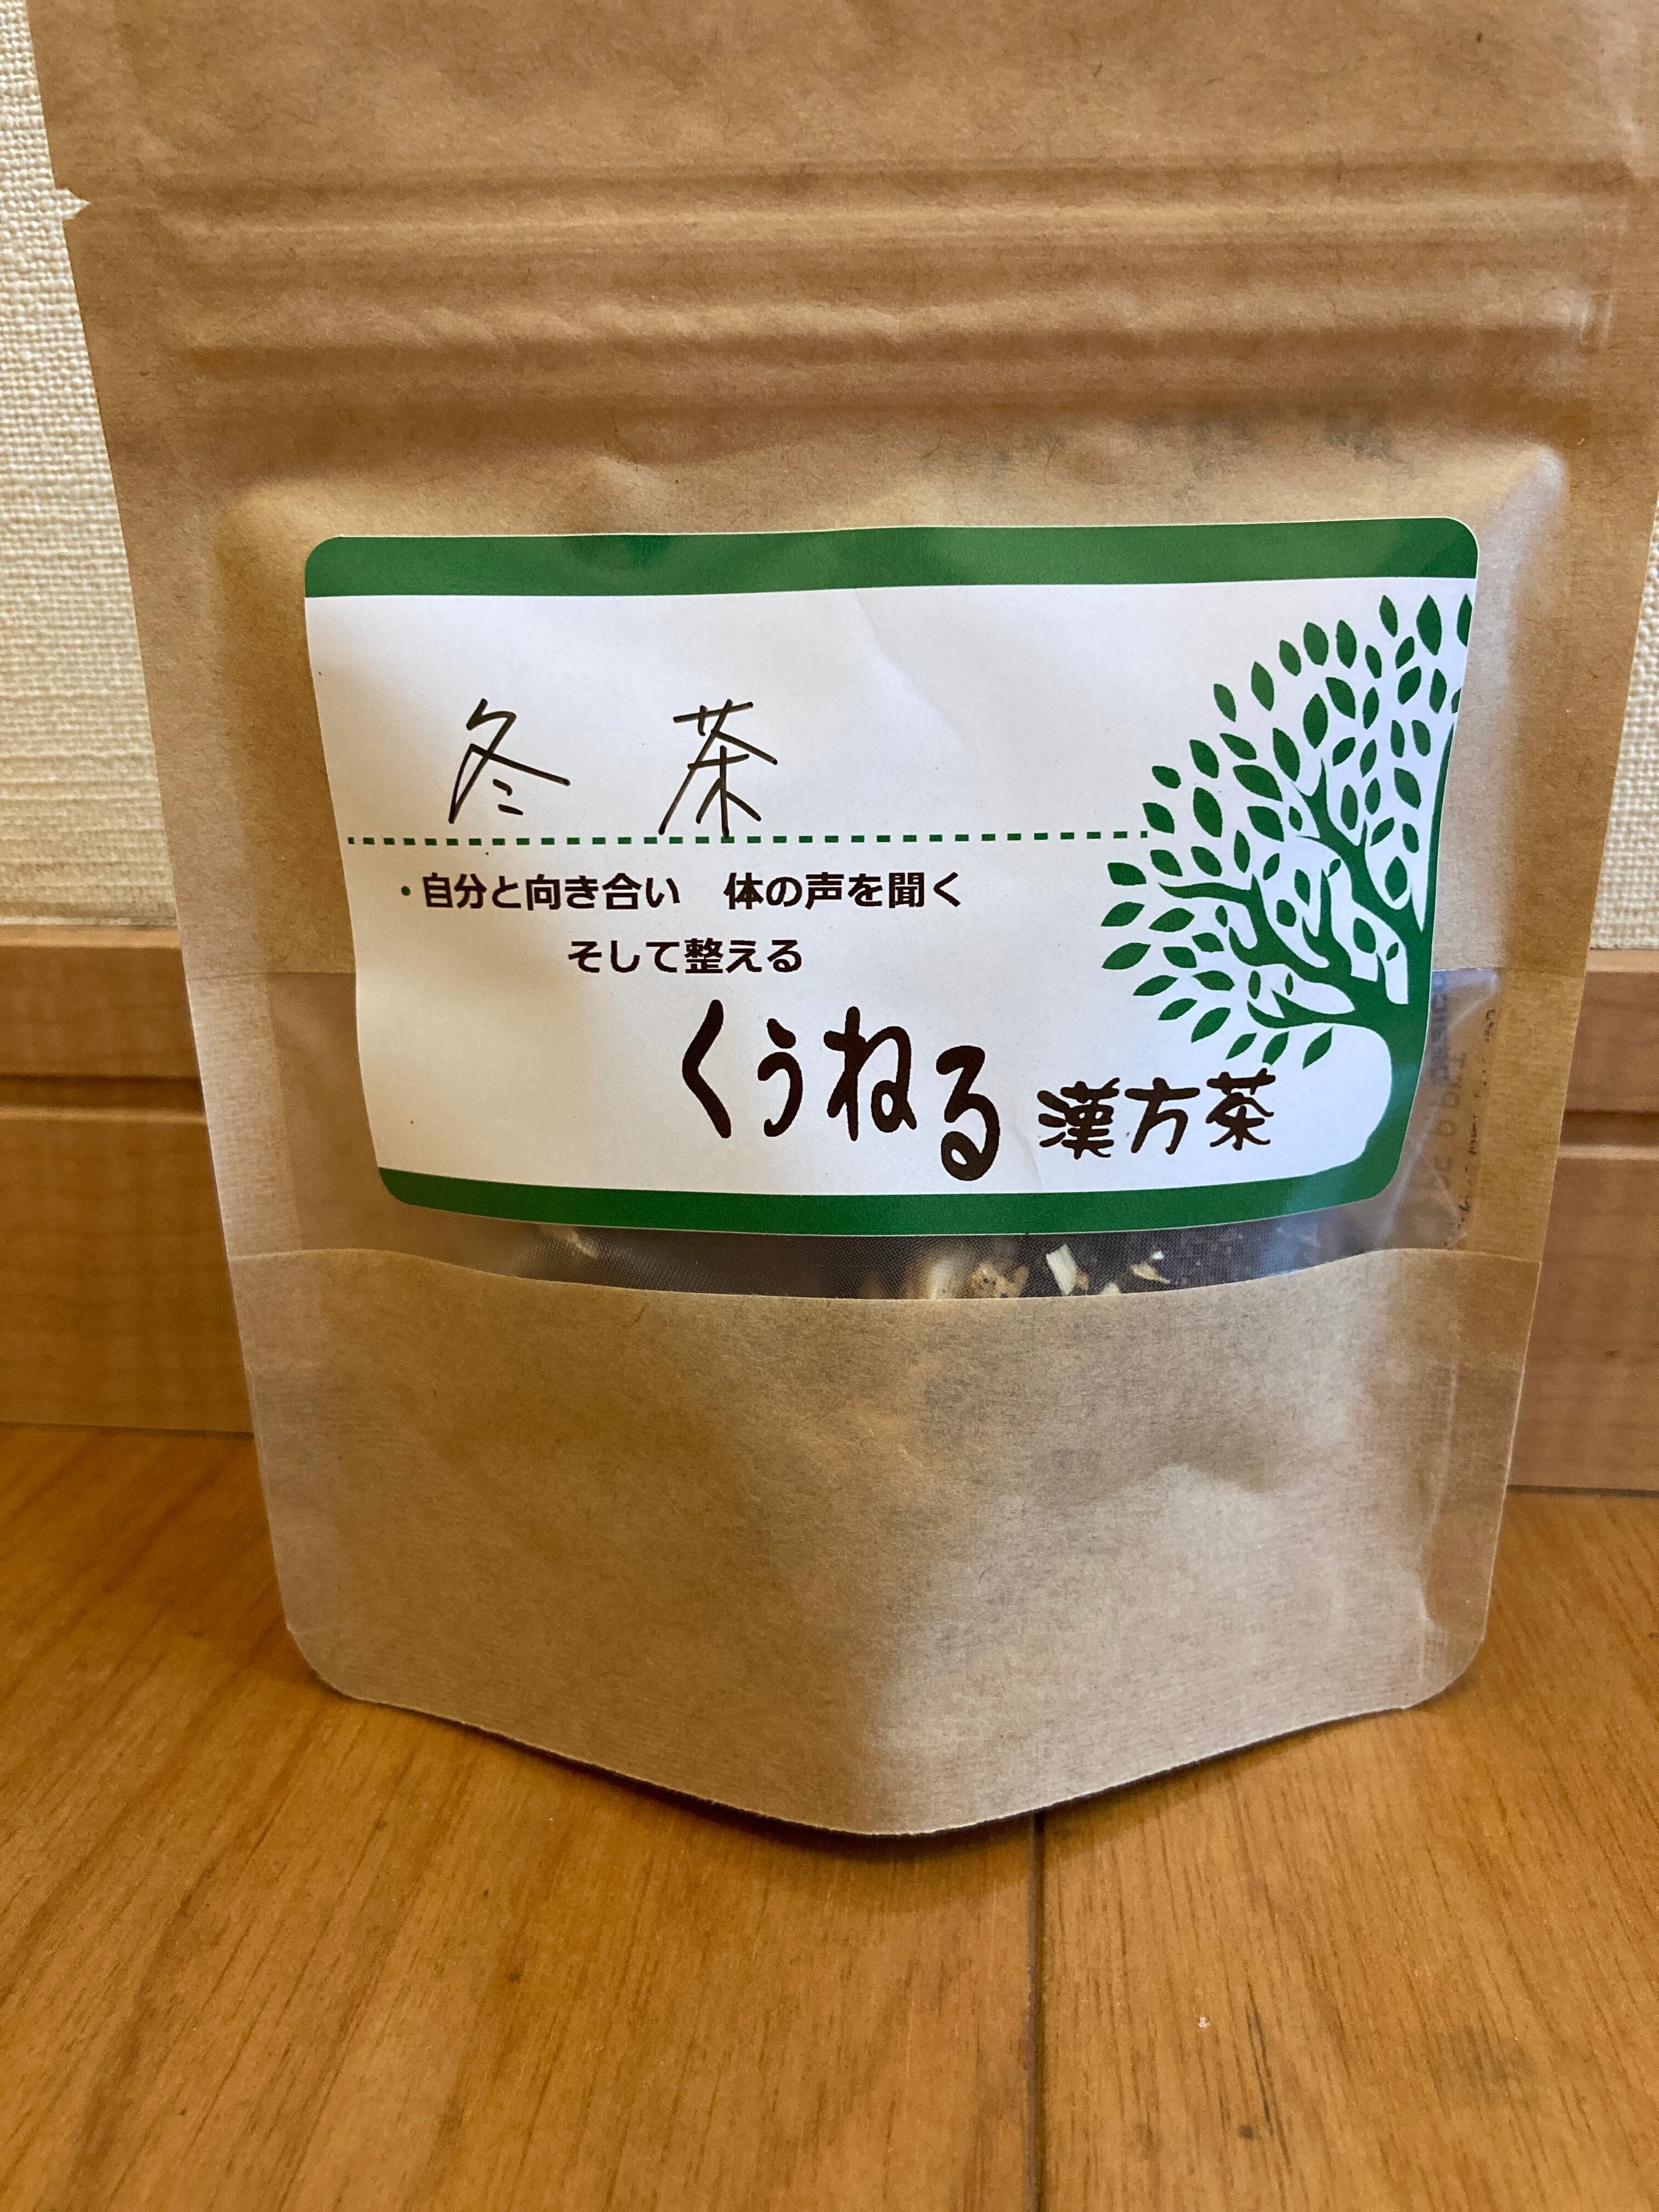 冬 茶
・自分と向き合い　体の声を聞く
そして整える
くうねる 漢方茶